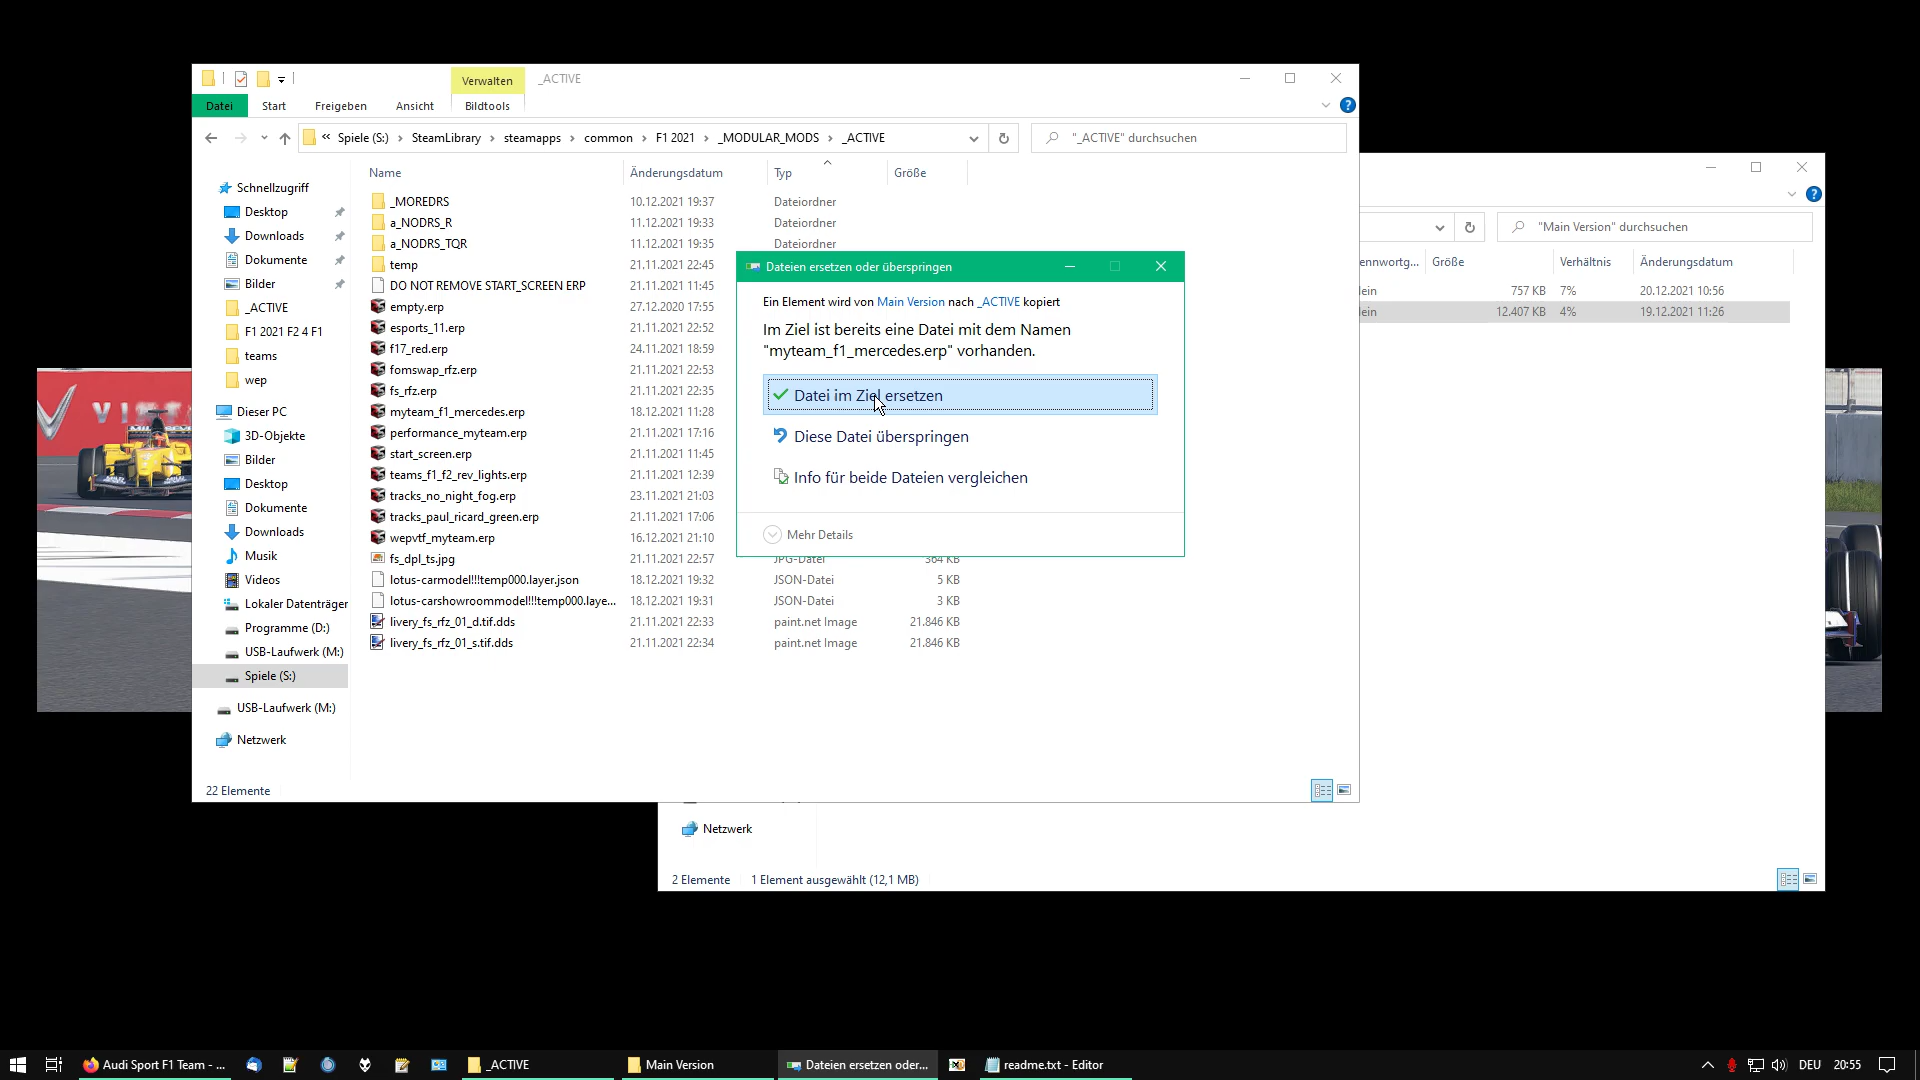 Verwalten
_ACTIVE
Datei
Start
Freigeben
Ansicht
Bildtools
« Spiele (S:) › SteamLibrary › steamapps › common › F1 2021 › _MODULAR_MODS › _ACTIVE
"_ACTIVE" durchsuchen
Name Änderungsdatum Typ Größe
Schnellzugriff
Desktop
Downloads
Dokumente
Bilder
_ACTIVE
F1 2021 F2 4 F1
teams
wep
Dieser PC
3D-Objekte
Bilder
Desktop
Dokumente
Downloads
Musik
Videos
Lokaler Datenträger
Programme (D:)
USB-Laufwerk (M:)
Spiele (S:)
USB-Laufwerk (M:)
Netzwerk
_MOREDRS 10.12.2021 19:37 Dateiordner
a_NODRS_R 11.12.2021 19:33 Dateiordner
a_NODRS_TQR 11.12.2021 19:35 Dateiordner
temp 21.11.2021 22:45
DO NOT REMOVE START_SCREEN ERP 21.11.2021 11:45
empty.erp 27.12.2020 17:55
esports_11.erp 21.11.2021 22:52
f17_red.erp 24.11.2021 18:59
fomswap_rfz.erp 21.11.2021 22:53
fs_rfz.erp 21.11.2021 22:35
myteam_f1_mercedes.erp 18.12.2021 11:28
performance_myteam.erp 21.11.2021 17:16
start_screen.erp 21.11.2021 11:45
teams_f1_f2_rev_lights.erp 21.11.2021 12:39
tracks_no_night_fog.erp 23.11.2021 21:03
tracks_paul_ricard_green.erp 21.11.2021 17:06
wepvtf_myteam.erp 16.12.2021 21:10
fs_dpl_ts.jpg 21.11.2021 22:57 JPG-Datei 364 KB
lotus-carmodel!!!temp000.layer.json 18.12.2021 19:32 JSON-Datei 5 KB
lotus-carshowroommodel!!!temp000.laye... 18.12.2021 19:31 JSON-Datei 3 KB
livery_fs_rfz_01_d.tif.dds 21.11.2021 22:33 paint.net Image 21.846 KB
livery_fs_rfz_01_s.tif.dds 21.11.2021 22:34 paint.net Image 21.846 KB
22 Elemente
Dateien ersetzen oder überspringen
Ein Element wird von Main Version nach _ACTIVE kopiert
Im Ziel ist bereits eine Datei mit dem Namen
"myteam_f1_mercedes.erp" vorhanden.
Datei im Ziel ersetzen
Diese Datei überspringen
Info für beide Dateien vergleichen
Mehr Details
"Main Version" durchsuchen
ennwortg... Größe Verhältnis Änderungsdatum
lein 757 KB 7% 20.12.2021 10:56
lein 12.407 KB 4% 19.12.2021 11:26
Netzwerk
2 Elemente 1 Element ausgewählt (12,1 MB)
Audi Sport F1 Team - ...
_ACTIVE
Main Version
Dateien ersetzen oder...
readme.txt - Editor
DEU
20:55